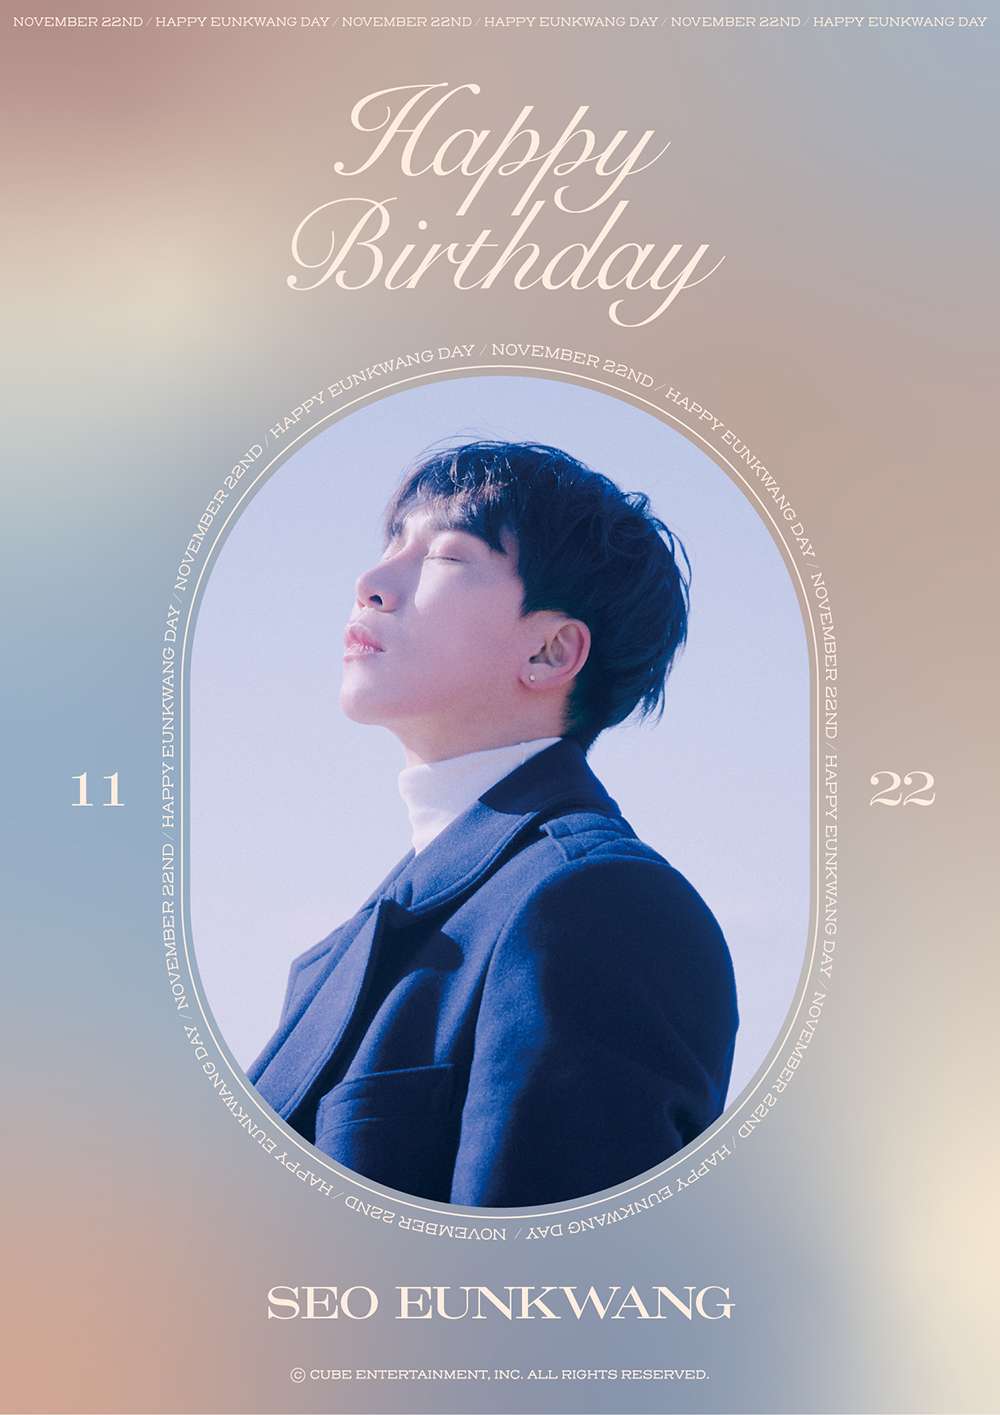 NOVEMBER 22ND / HAPPY EUNKWANG DAY / NOVEMBER 22ND / HAPPY EUNKWANG DAY / NOVEMBER 22ND / HAPPY EUNKWANG DAY
Happy
Birthday
NOVEMBER 22ND / HAPPY EUNKWANG DAY / NOVEMBER 22ND / HAPPY EUNKWANG DAY / NOVEMBER 22ND / HAPPY EUNKWANG DAY / NOVEMBER 22ND / HAPPY EUNKWANG DAY / NOVEMBER 22ND / HAPPY EUNKWANG DAY / NOVEMBER 22ND / HAPPY EUNKWANG DAY / NOVEMBER 22ND / HAPPY EUNKWANG DAY /
11
22
SEO EUNKWANG
© CUBE ENTERTAINMENT, INC. ALL RIGHTS RESERVED.